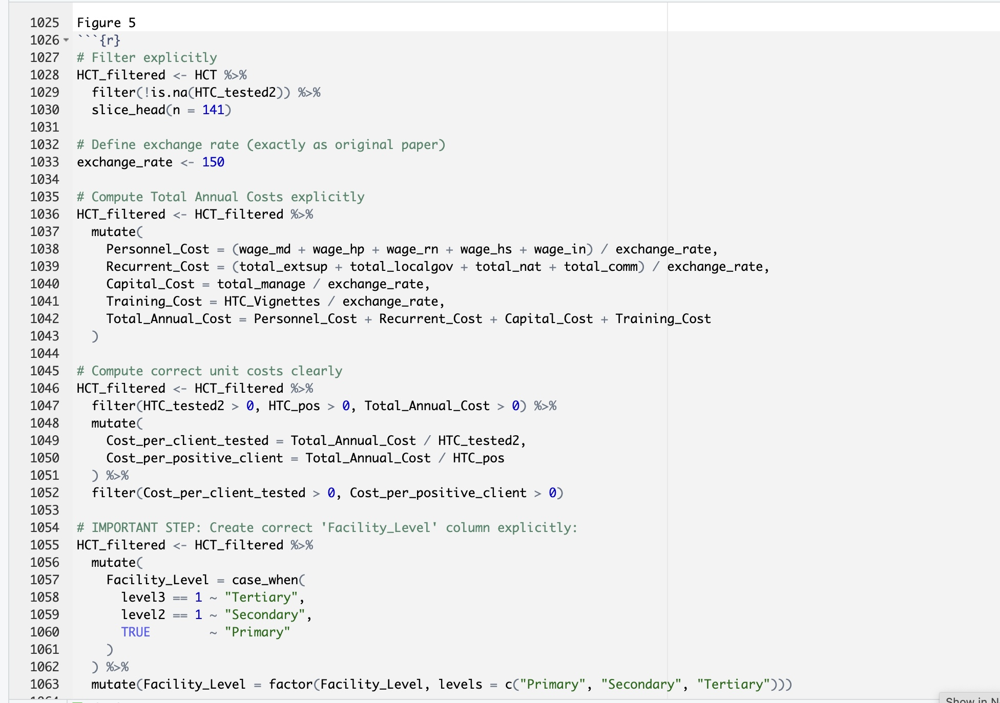 1025 Figure 5
1026 ```{r}
1027 # Filter explicitly
1028 HCT_filtered <- HCT %>%
1029   filter(!is.na(HTC_tested2)) %>%
1030   slice_head(n = 141)
1031
1032 # Define exchange rate (exactly as original paper)
1033 exchange_rate <- 150
1034
1035 # Compute Total Annual Costs explicitly
1036 HCT_filtered <- HCT_filtered %>%
1037   mutate(
1038     Personnel_Cost = (wage_md + wage_hp + wage_rn + wage_hs + wage_in) / exchange_rate,
1039     Recurrent_Cost = (total_extsup + total_localgov + total_nat + total_comm) / exchange_rate,
1040     Capital_Cost = total_manage / exchange_rate,
1041     Training_Cost = HTC_Vignettes / exchange_rate,
1042     Total_Annual_Cost = Personnel_Cost + Recurrent_Cost + Capital_Cost + Training_Cost
1043   )
1044
1045 # Compute correct unit costs clearly
1046 HCT_filtered <- HCT_filtered %>%
1047   filter(HTC_tested2 > 0, HTC_pos > 0, Total_Annual_Cost > 0) %>%
1048   mutate(
1049     Cost_per_client_tested = Total_Annual_Cost / HTC_tested2,
1050     Cost_per_positive_client = Total_Annual_Cost / HTC_pos
1051   ) %>%
1052   filter(Cost_per_client_tested > 0, Cost_per_positive_client > 0)
1053
1054 # IMPORTANT STEP: Create correct 'Facility_Level' column explicitly:
1055 HCT_filtered <- HCT_filtered %>%
1056   mutate(
1057     Facility_Level = case_when(
1058       level3 == 1 ~ "Tertiary",
1059       level2 == 1 ~ "Secondary",
1060       TRUE        ~ "Primary"
1061     )
1062   ) %>%
1063   mutate(Facility_Level = factor(Facility_Level, levels = c("Primary", "Secondary", "Tertiary")))
Show in